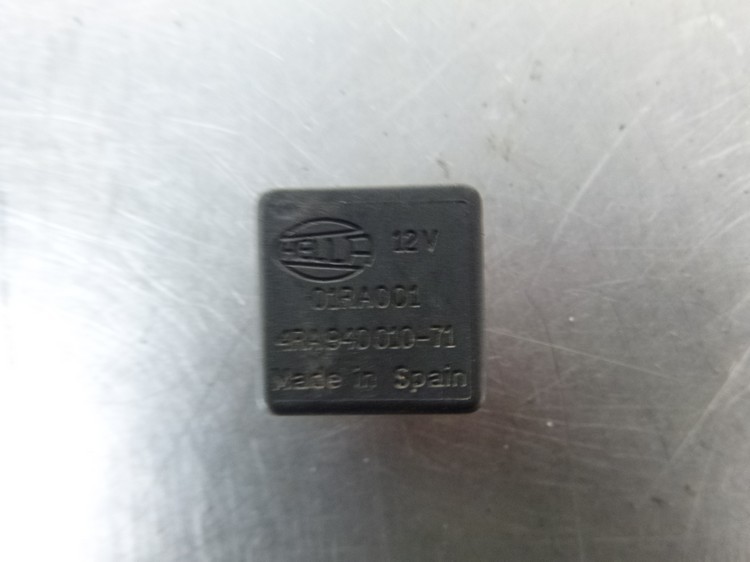 HELLA 12V
01RA001
4RA940010-71
Made in Spain